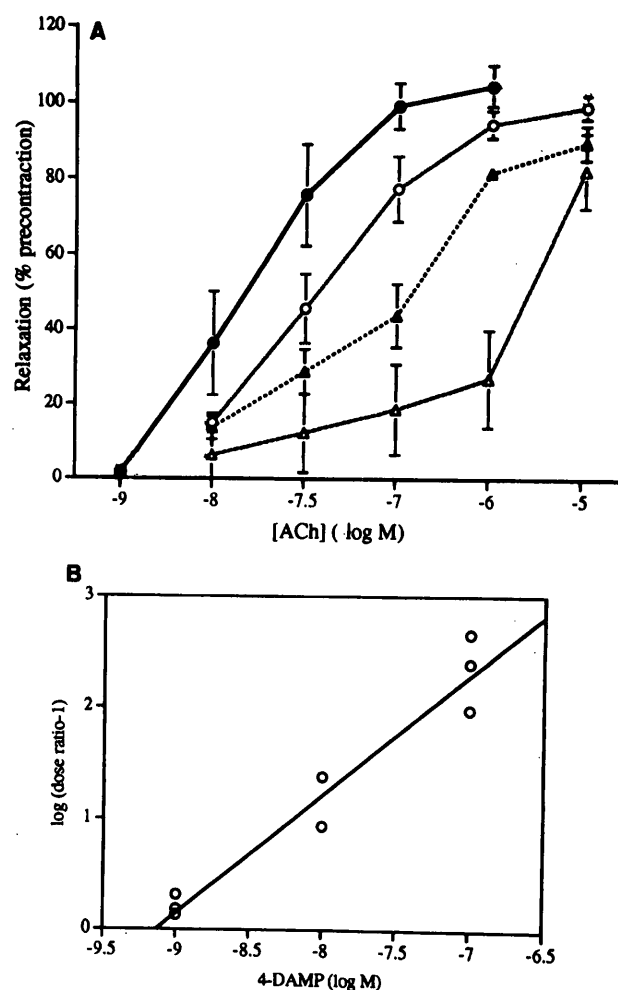 A
120
100
80
60
40
20
0
Relaxation (% precontraction)
-9 -8 -7.5 -7 -6 -5
[ACh] ( log M)
B
3
2
1
0
log (dose ratio-1)
-9.5 -9 -8.5 -8 -7.5 -7 -6.5
4-DAMP (log M)